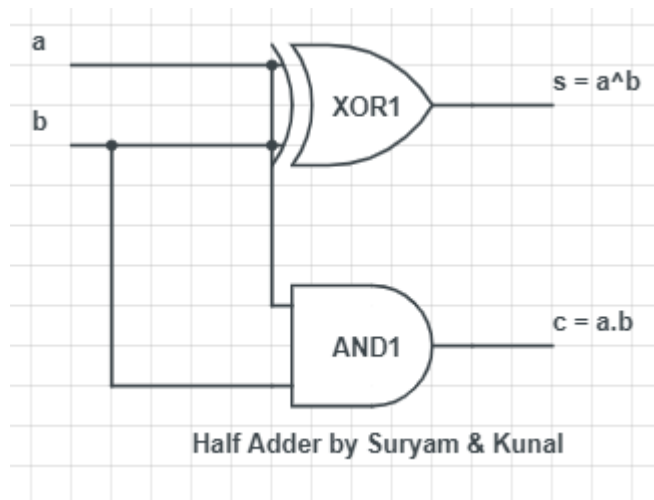 a
s = a^b
XOR1
b
c = a.b
AND1
Half Adder by Suryam & Kunal